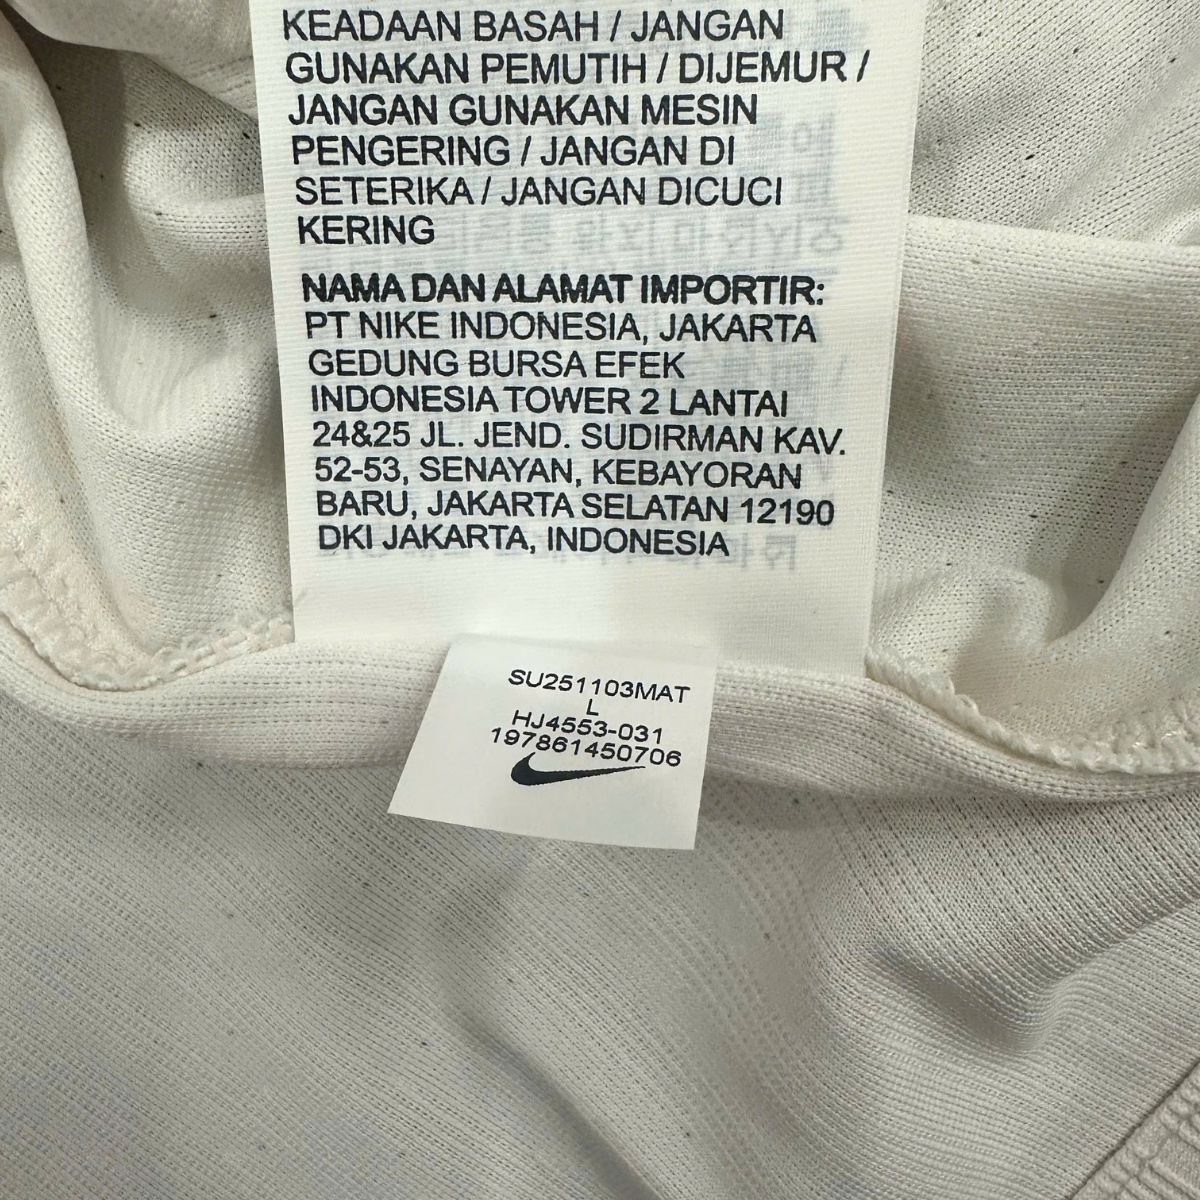 KEADAAN BASAH / JANGAN
GUNAKAN PEMUTIH / DIJEMUR /
JANGAN GUNAKAN MESIN
PENGERING / JANGAN DI
SETERIKA / JANGAN DICUCI
KERING
NAMA DAN ALAMAT IMPORTIR:
PT NIKE INDONESIA, JAKARTA
GEDUNG BURSA EFEK
INDONESIA TOWER 2 LANTAI
24&25 JL. JEND. SUDIRMAN KAV.
52-53, SENAYAN, KEBAYORAN
BARU, JAKARTA SELATAN 12190
DKI JAKARTA, INDONESIA
SU251103MAT
L
HJ4553-031
197861450706